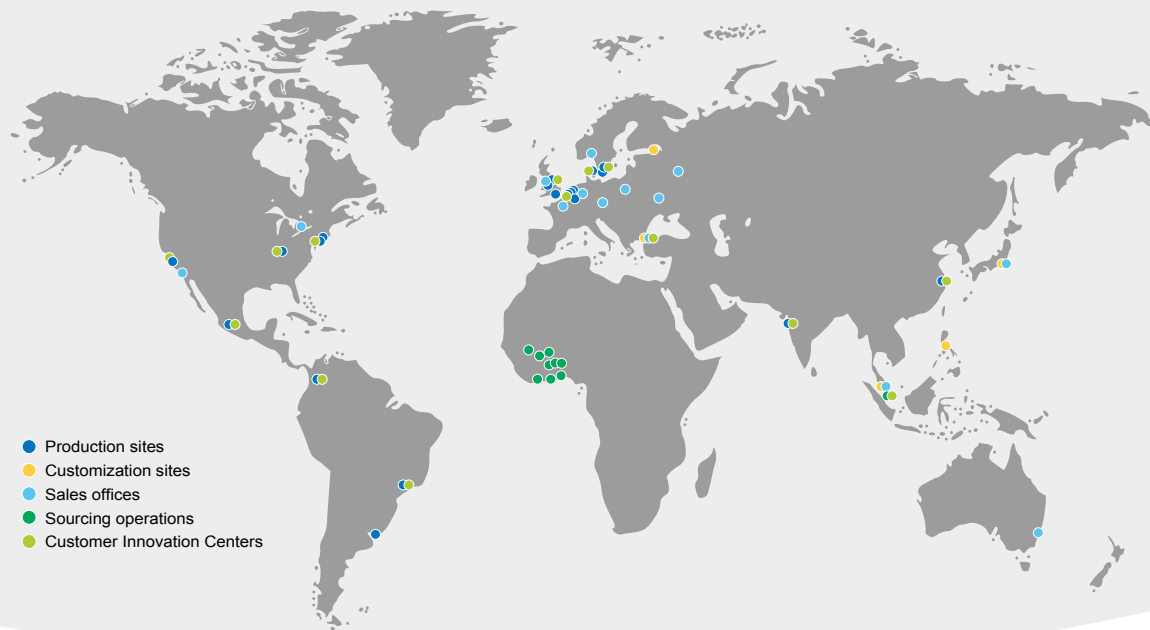 Production sites
Customization sites
Sales offices
Sourcing operations
Customer Innovation Centers